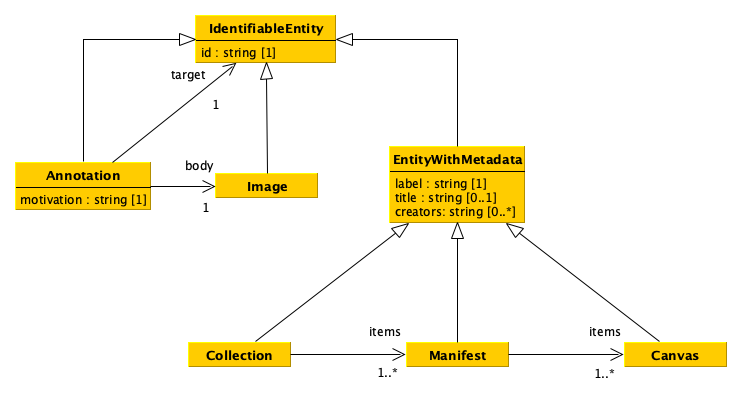 IdentifiableEntity
id : string [1]
target
1
Annotation
motivation : string [1]
body
1
Image
EntityWithMetadata
label : string [1]
title : string [0..1]
creators: string [0..*]
Collection
items
1..*
Manifest
items
1..*
Canvas